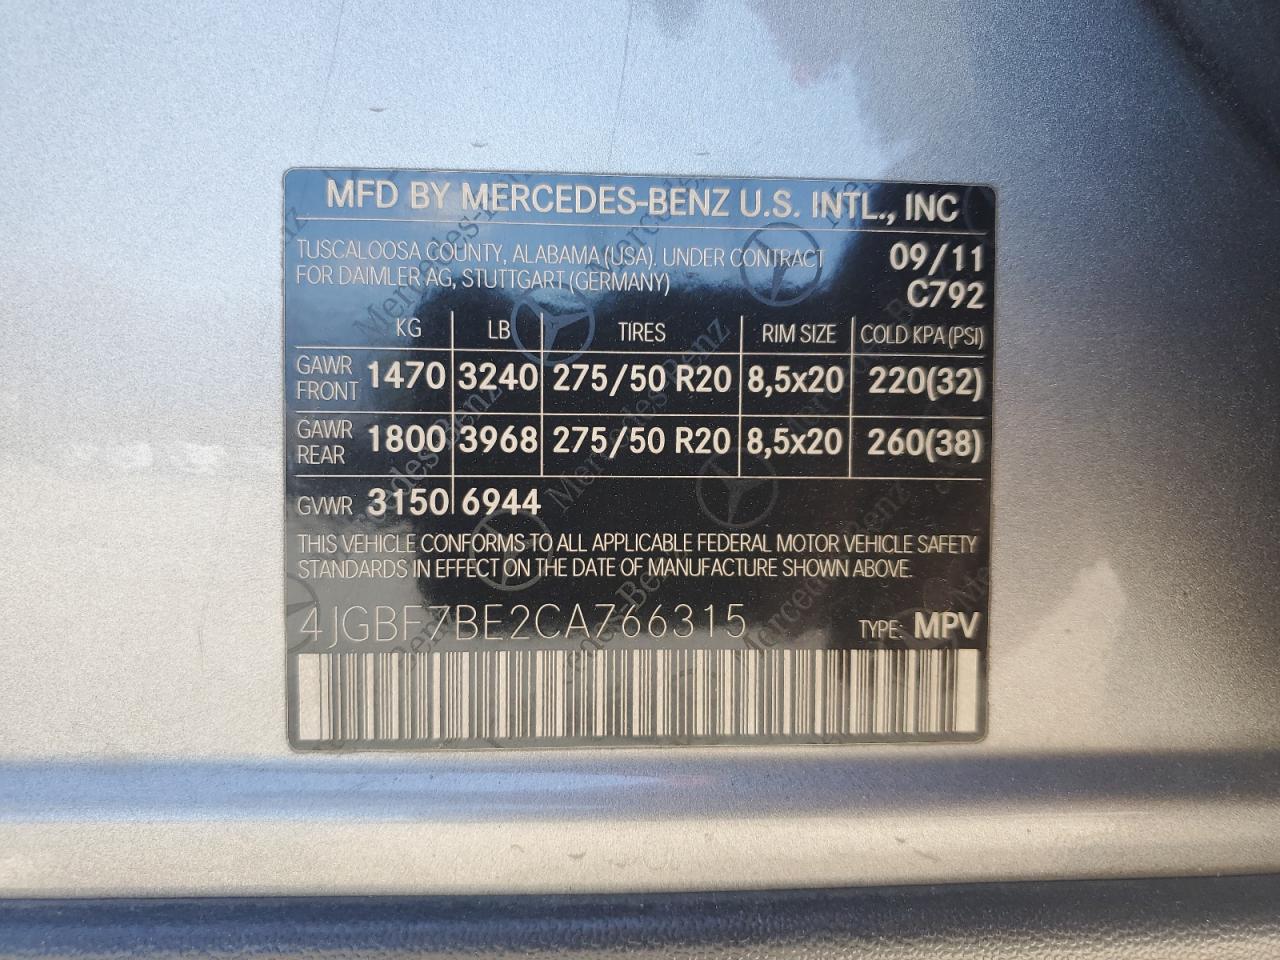 MFD BY MERCEDES-BENZ U.S. INTL., INC
TUSCALOOSA COUNTY, ALABAMA (USA). UNDER CONTRACT 09/11
FOR DAIMLER AG, STUTTGART (GERMANY) C792
KG LB TIRES RIM SIZE COLD KPA (PSI)
GAWR FRONT 1470 3240 275/50 R20 8,5x20 220(32)
GAWR REAR 1800 3968 275/50 R20 8,5x20 260(38)
GVWR 3150 6944
THIS VEHICLE CONFORMS TO ALL APPLICABLE FEDERAL MOTOR VEHICLE SAFETY
STANDARDS IN EFFECT ON THE DATE OF MANUFACTURE SHOWN ABOVE.
4JGBF7BE2CA766315 TYPE: MPV